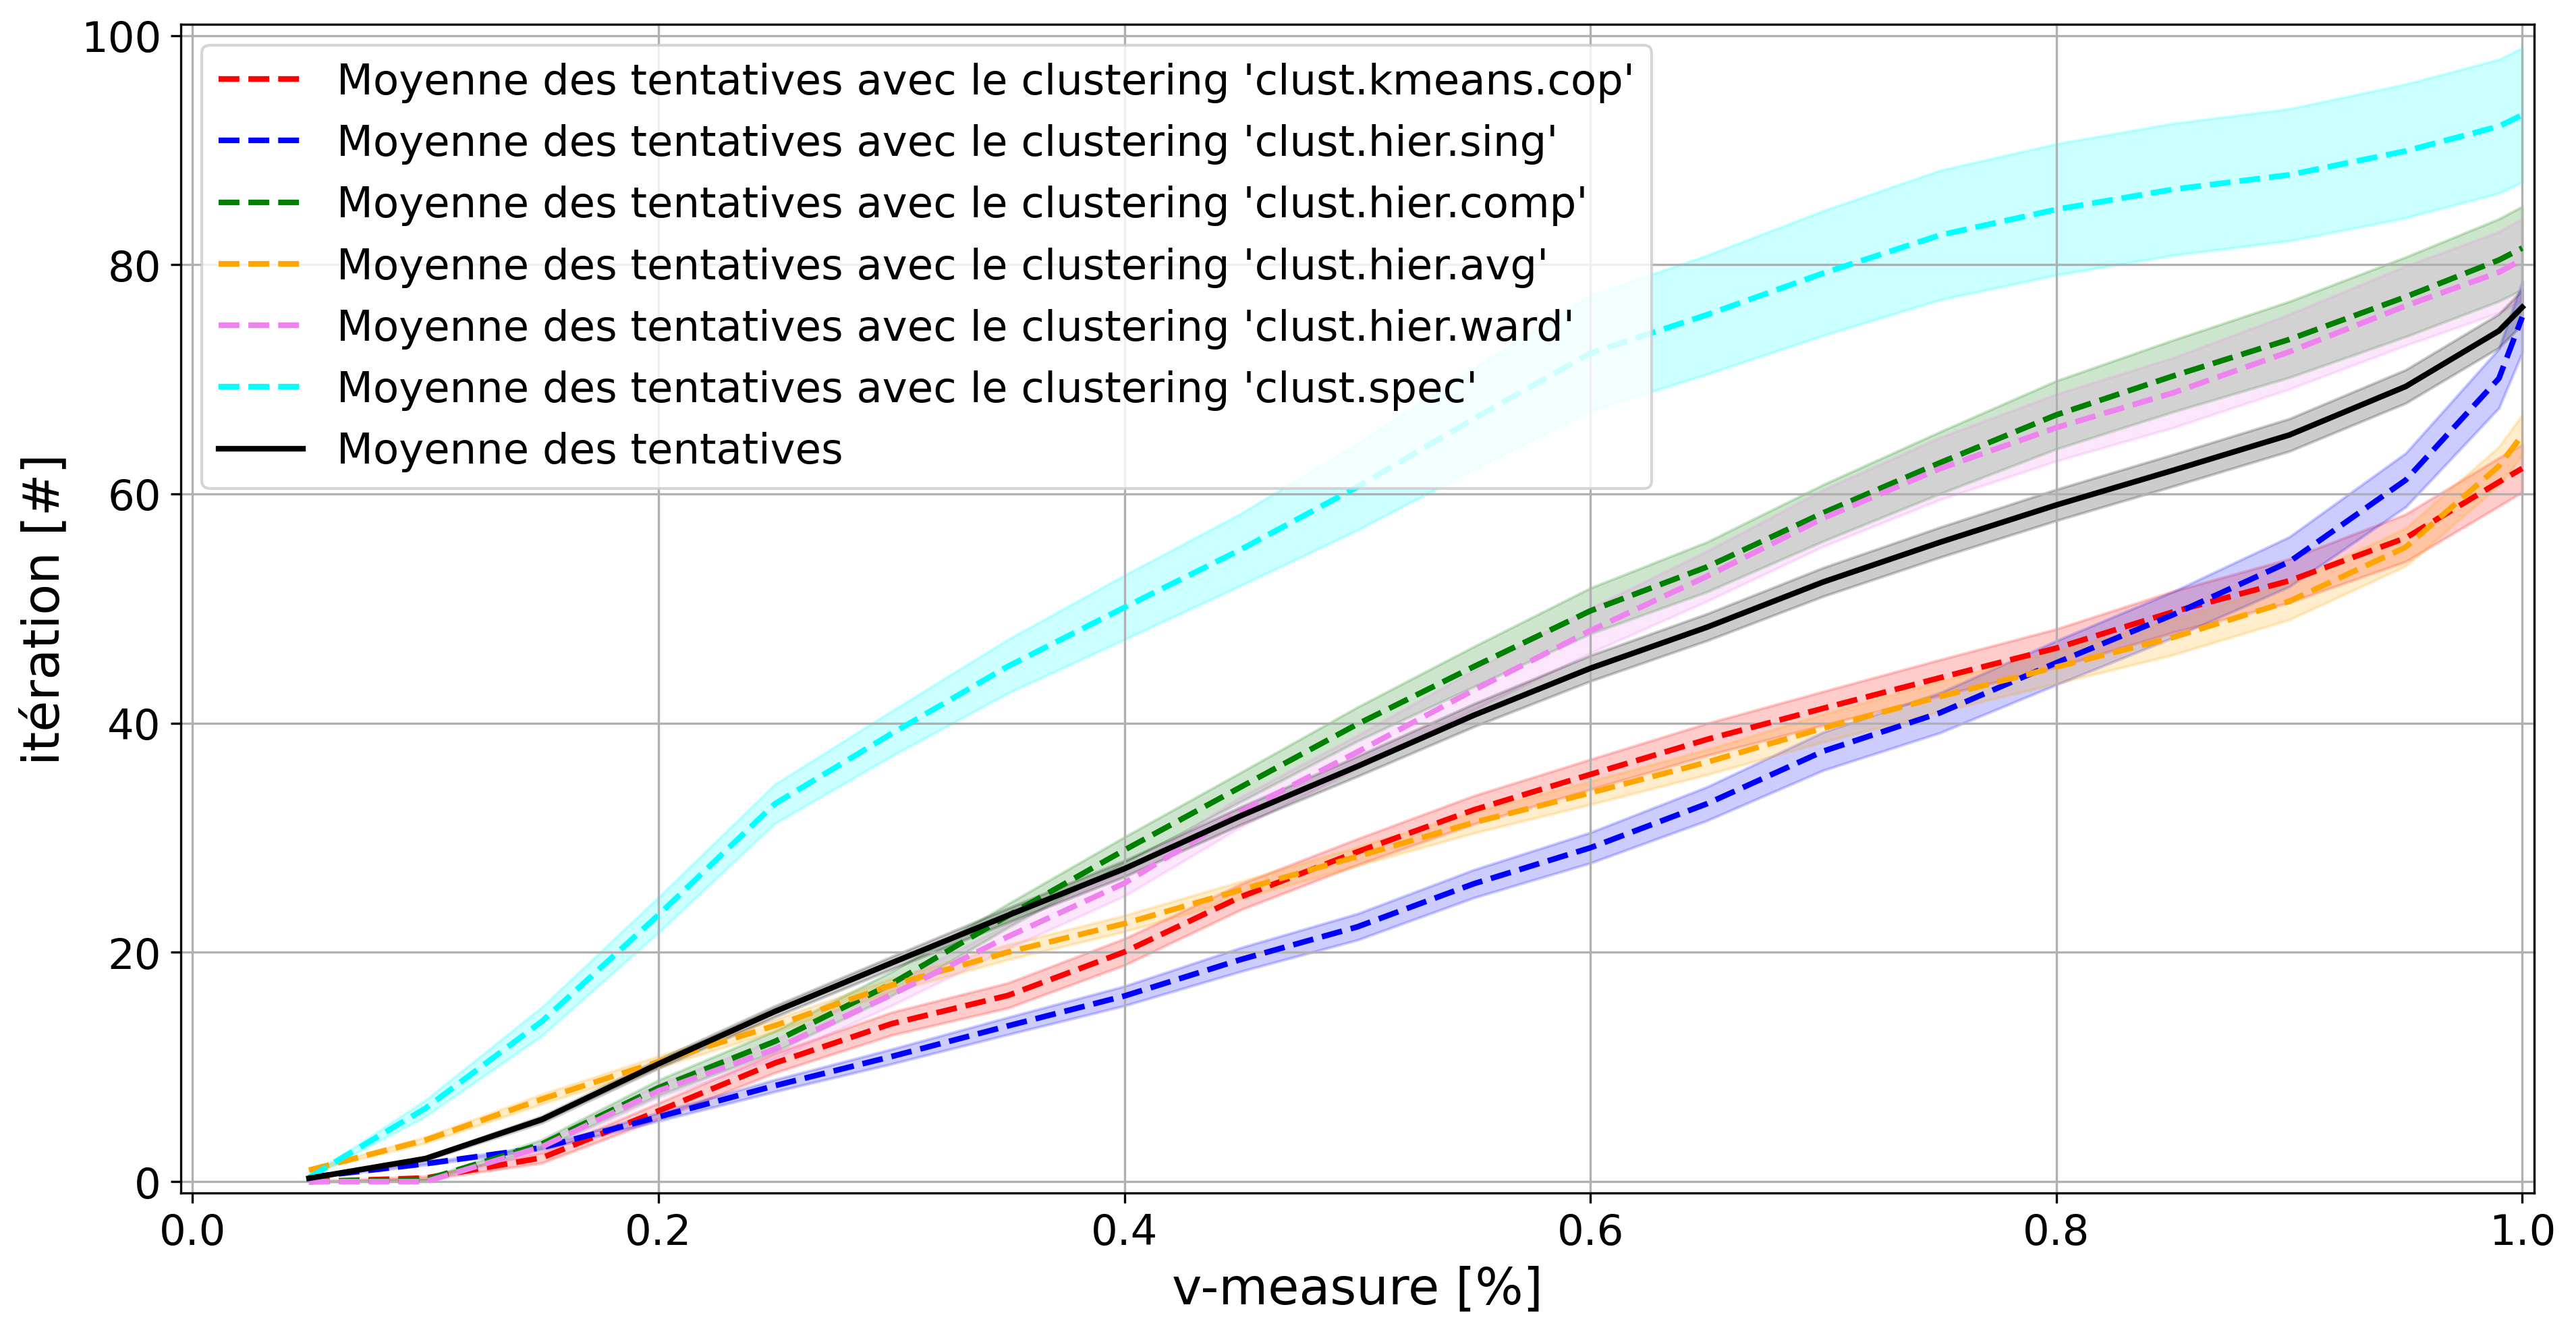 100
80
60
40
20
0
itération [#]
Moyenne des tentatives avec le clustering 'clust.kmeans.cop'
Moyenne des tentatives avec le clustering 'clust.hier.sing'
Moyenne des tentatives avec le clustering 'clust.hier.comp'
Moyenne des tentatives avec le clustering 'clust.hier.avg'
Moyenne des tentatives avec le clustering 'clust.hier.ward'
Moyenne des tentatives avec le clustering 'clust.spec'
Moyenne des tentatives
0.0 0.2 0.4 0.6 0.8 1.0
v-measure [%]